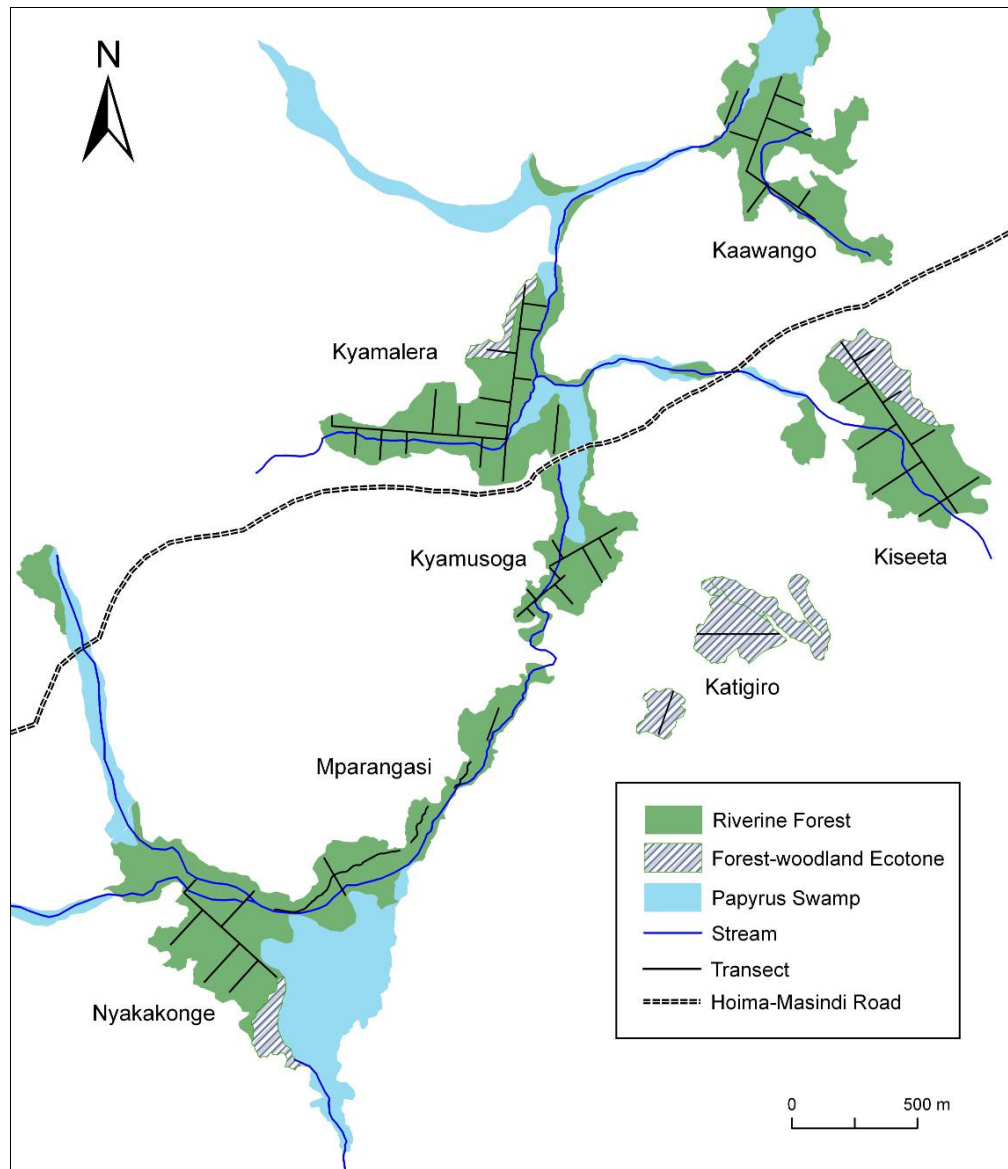 N
Kaawango
Kyamalera
Kyamusoga
Kiseeta
Katigiro
Mparangasi
Nyakakonge
Riverine Forest
Forest-woodland Ecotone
Papyrus Swamp
Stream
Transect
Hoima-Masindi Road
0 500 m